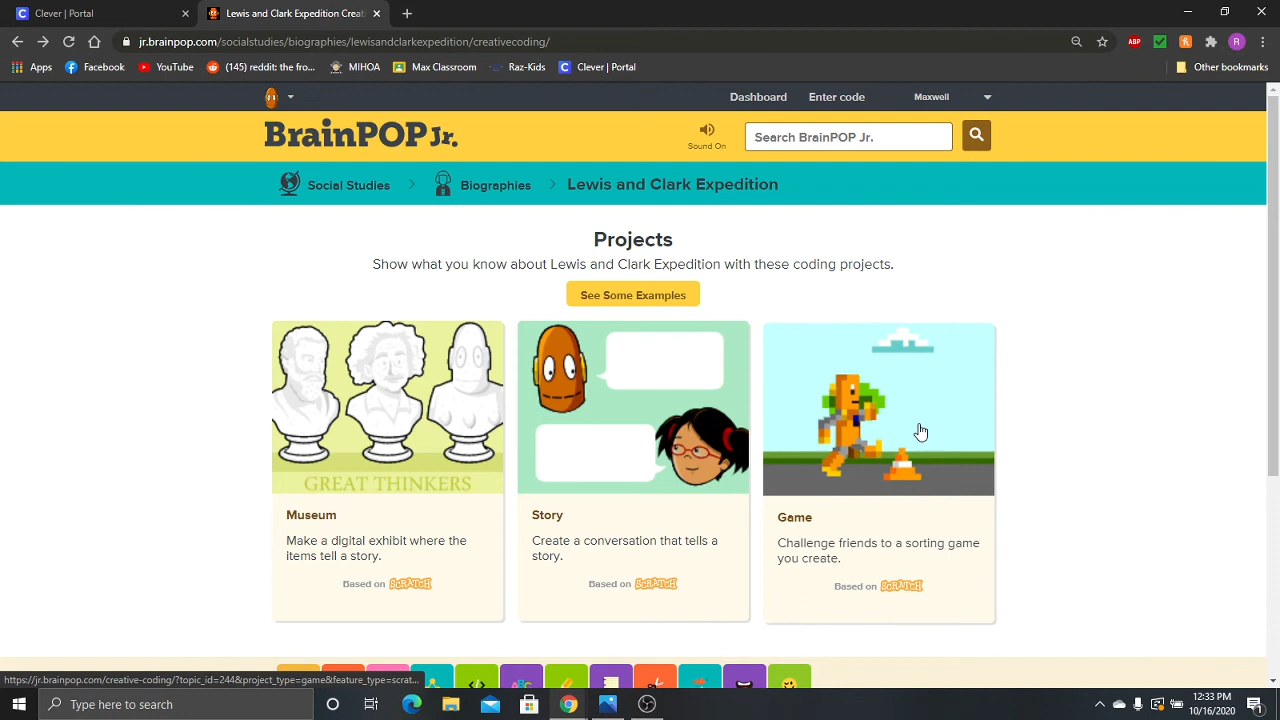 Clever | Portal
Lewis and Clark Expedition Creati
jr.brainpop.com/socialstudies/biographies/lewisandclarkexpedition/creativecoding/
ABP
R
Apps
Facebook
YouTube
(145) reddit: the fro...
MIHOA
Max Classroom
Raz-Kids
Clever | Portal
Other bookmarks
Dashboard
Enter code
Maxwell
BrainPOP Jr.
Sound On
Search BrainPOP Jr.
Social Studies
Biographies
Lewis and Clark Expedition
Projects
Show what you know about Lewis and Clark Expedition with these coding projects.
See Some Examples
GREAT THINKERS
Museum
Make a digital exhibit where the
items tell a story.
Based on SCRATCH
Story
Create a conversation that tells a
story.
Based on SCRATCH
Game
Challenge friends to a sorting game
you create.
Based on SCRATCH
https://jr.brainpop.com/creative-coding/?topic_id=244&project_type=game&feature_type=scrat...
ABC
Type here to search
12:33 PM
10/16/2020
1